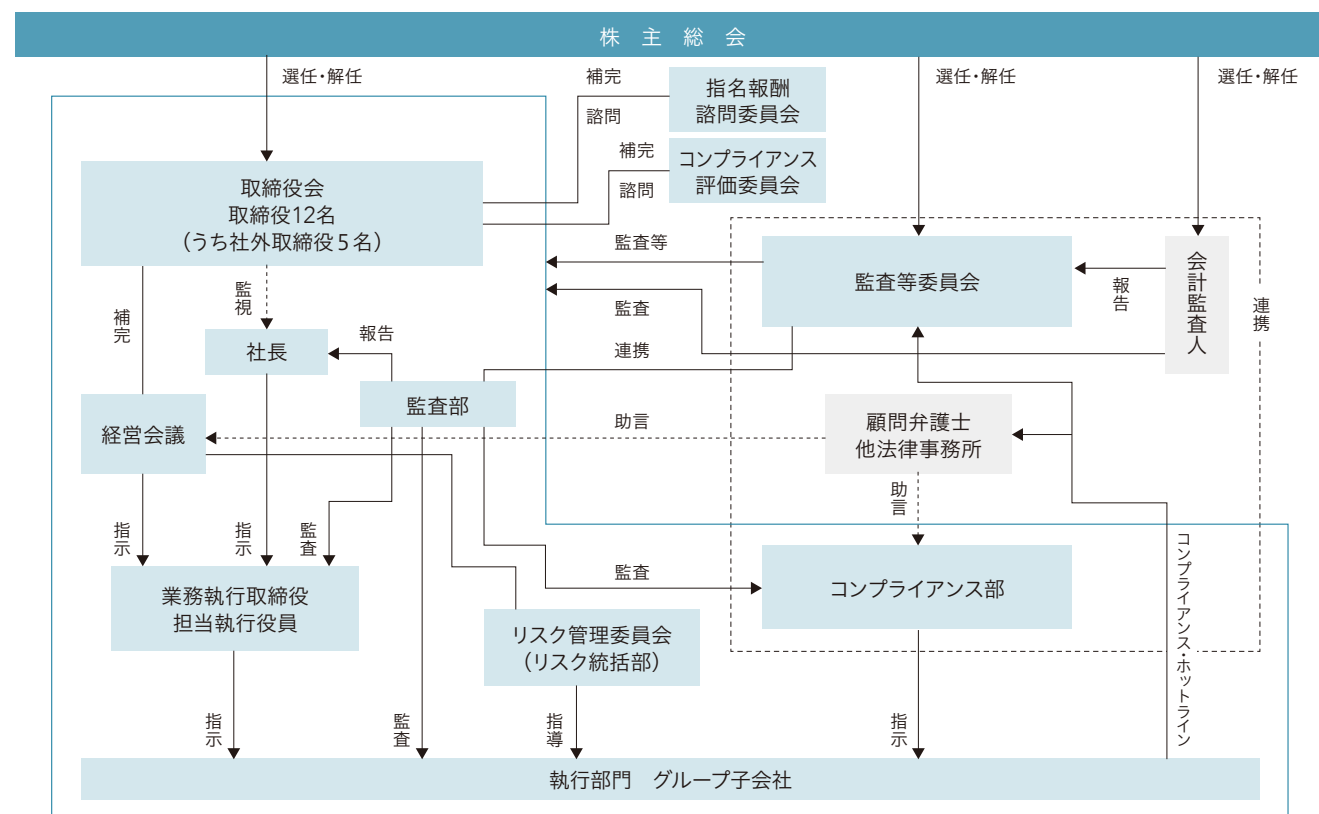 株主総会
選任・解任
補完
諮問
指名報酬
諮問委員会
選任・解任
選任・解任
補完
諮問
コンプライアンス
評価委員会
取締役会
取締役12名
（うち社外取締役５名）
監査等
監査等委員会
報告
会計監査人
連携
監視
補完
監査
社長
報告
連携
監査部
経営会議
助言
顧問弁護士
他法律事務所
助言
指示
指示
監査
監査
コンプライアンス部
コンプライアンス・ホットライン
業務執行取締役
担当執行役員
リスク管理委員会
（リスク統括部）
指示
監査
指導
指示
執行部門　グループ子会社